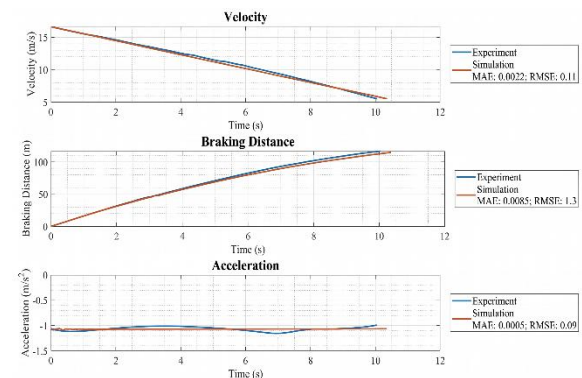 Velocity
Velocity (m/s)
15
10
5
0
2
4
6
8
10
12
Time (s)
Experiment
Simulation
MAE: 0.0022; RMSE: 0.11
Braking Distance
Braking Distance (m)
100
50
0
0
2
4
6
8
10
12
Time (s)
Experiment
Simulation
MAE: 0.0085; RMSE: 1.3
Acceleration
Acceleration (m/s²)
0
-0.5
-1
-1.5
0
2
4
6
8
10
12
Time (s)
Experiment
Simulation
MAE: 0.0005; RMSE: 0.09